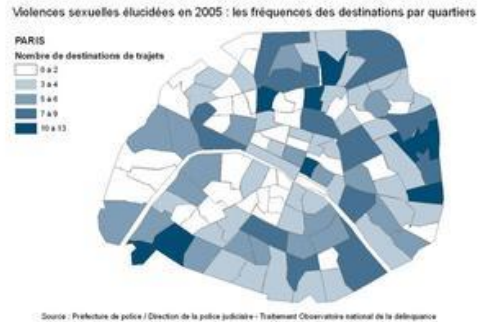 Violences sexuelles élucidées en 2005 : les fréquences des destinations par quartiers
PARIS
Nombre de destinations de trajets
0 à 2
3 à 4
5 à 6
7 à 9
10 à 13
Source : Prefecture de police / Direction de la police judiciaire - Traitement Observatoire national de la délinquance